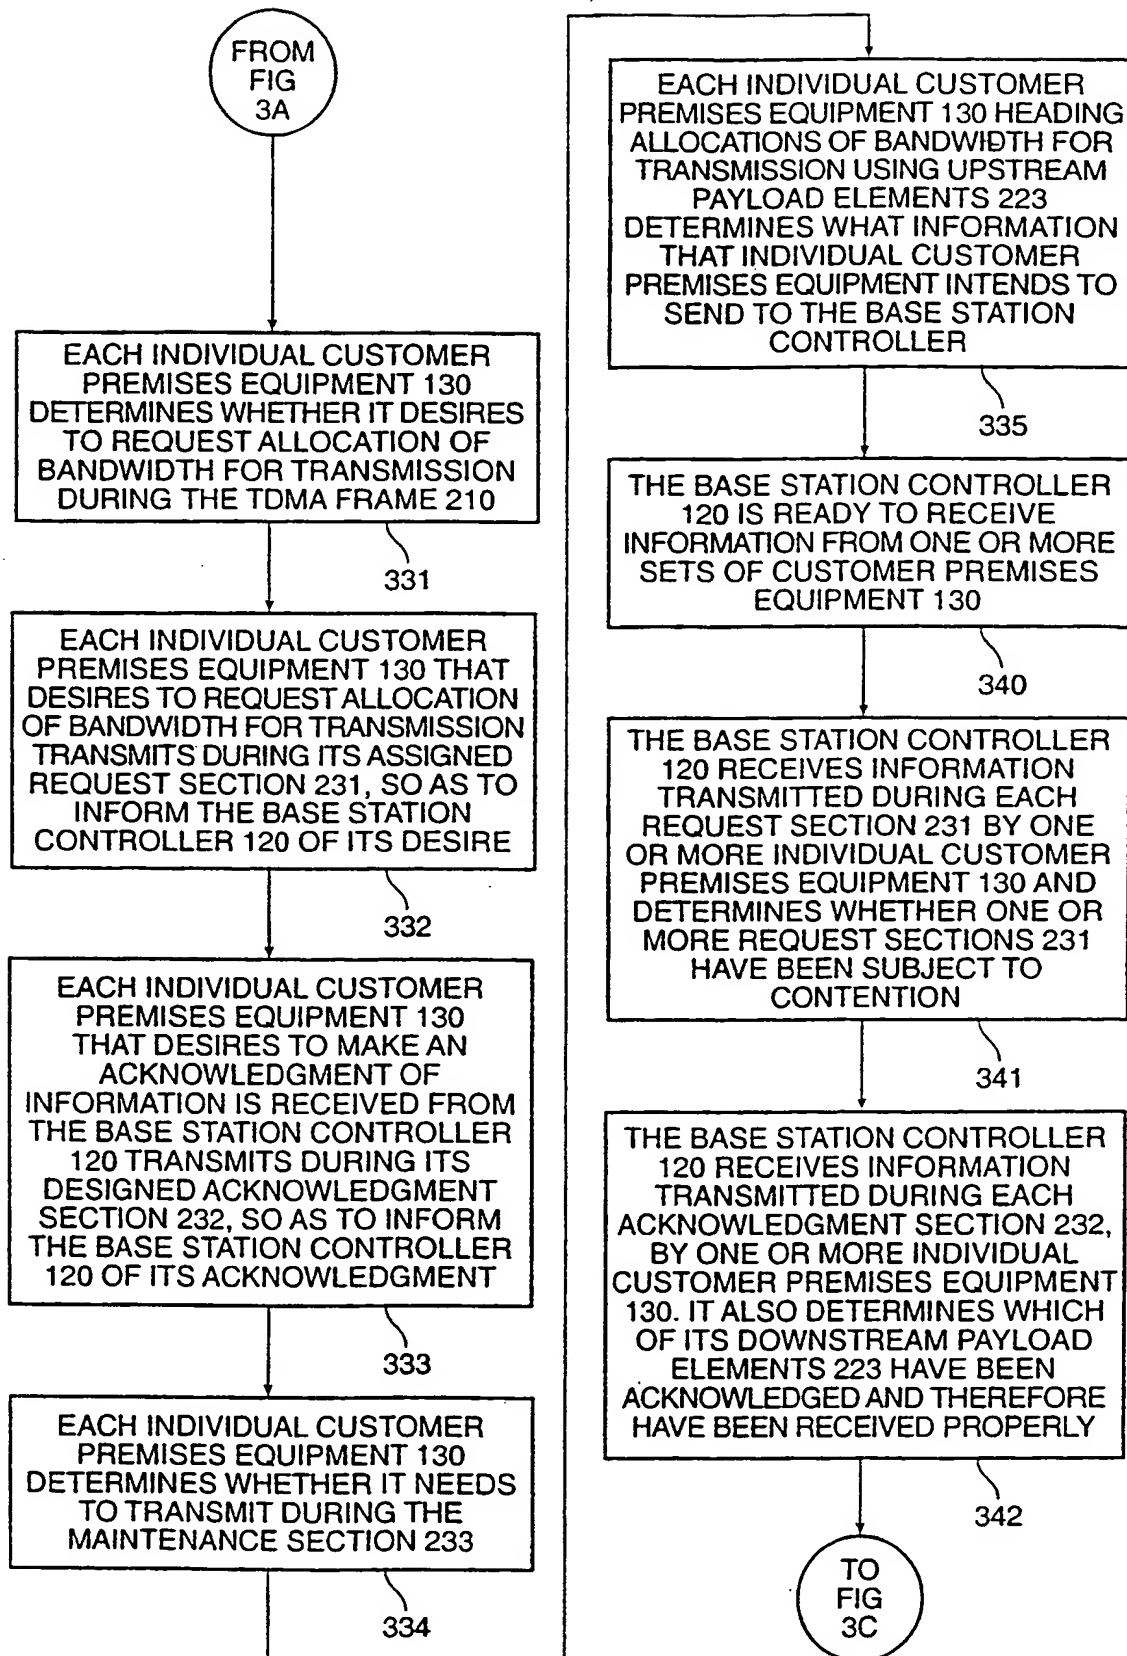 FROM
FIG
3A
EACH INDIVIDUAL CUSTOMER
PREMISES EQUIPMENT 130
DETERMINES WHETHER IT DESIRES
TO REQUEST ALLOCATION OF
BANDWIDTH FOR TRANSMISSION
DURING THE TDMA FRAME 210
331
EACH INDIVIDUAL CUSTOMER
PREMISES EQUIPMENT 130 THAT
DESIRES TO REQUEST ALLOCATION
OF BANDWIDTH FOR TRANSMISSION
TRANSMITS DURING ITS ASSIGNED
REQUEST SECTION 231, SO AS TO
INFORM THE BASE STATION
CONTROLLER 120 OF ITS DESIRE
332
EACH INDIVIDUAL CUSTOMER
PREMISES EQUIPMENT 130
THAT DESIRES TO MAKE AN
ACKNOWLEDGMENT OF
INFORMATION IS RECEIVED FROM
THE BASE STATION CONTROLLER
120 TRANSMITS DURING ITS
DESIGNED ACKNOWLEDGMENT
SECTION 232, SO AS TO INFORM
THE BASE STATION CONTROLLER
120 OF ITS ACKNOWLEDGMENT
333
EACH INDIVIDUAL CUSTOMER
PREMISES EQUIPMENT 130
DETERMINES WHETHER IT NEEDS
TO TRANSMIT DURING THE
MAINTENANCE SECTION 233
334
EACH INDIVIDUAL CUSTOMER
PREMISES EQUIPMENT 130 HEADING
ALLOCATIONS OF BANDWIDTH FOR
TRANSMISSION USING UPSTREAM
PAYLOAD ELEMENTS 223
DETERMINES WHAT INFORMATION
THAT INDIVIDUAL CUSTOMER
PREMISES EQUIPMENT INTENDS TO
SEND TO THE BASE STATION
CONTROLLER
335
THE BASE STATION CONTROLLER
120 IS READY TO RECEIVE
INFORMATION FROM ONE OR MORE
SETS OF CUSTOMER PREMISES
EQUIPMENT 130
340
THE BASE STATION CONTROLLER
120 RECEIVES INFORMATION
TRANSMITTED DURING EACH
REQUEST SECTION 231 BY ONE
OR MORE INDIVIDUAL CUSTOMER
PREMISES EQUIPMENT 130 AND
DETERMINES WHETHER ONE OR
MORE REQUEST SECTIONS 231
HAVE BEEN SUBJECT TO
CONTENTION
341
THE BASE STATION CONTROLLER
120 RECEIVES INFORMATION
TRANSMITTED DURING EACH
ACKNOWLEDGMENT SECTION 232,
BY ONE OR MORE INDIVIDUAL
CUSTOMER PREMISES EQUIPMENT
130. IT ALSO DETERMINES WHICH
OF ITS DOWNSTREAM PAYLOAD
ELEMENTS 223 HAVE BEEN
ACKNOWLEDGED AND THEREFORE
HAVE BEEN RECEIVED PROPERLY
342
TO
FIG
3C